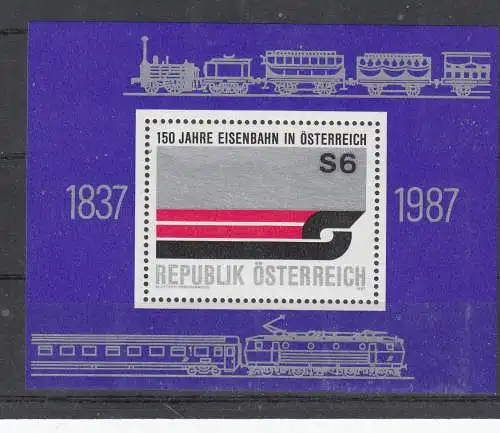 150 JAHRE EISENBAHN IN ÖSTERREICH
S6
1837
1987
REPUBLIK ÖSTERREICH